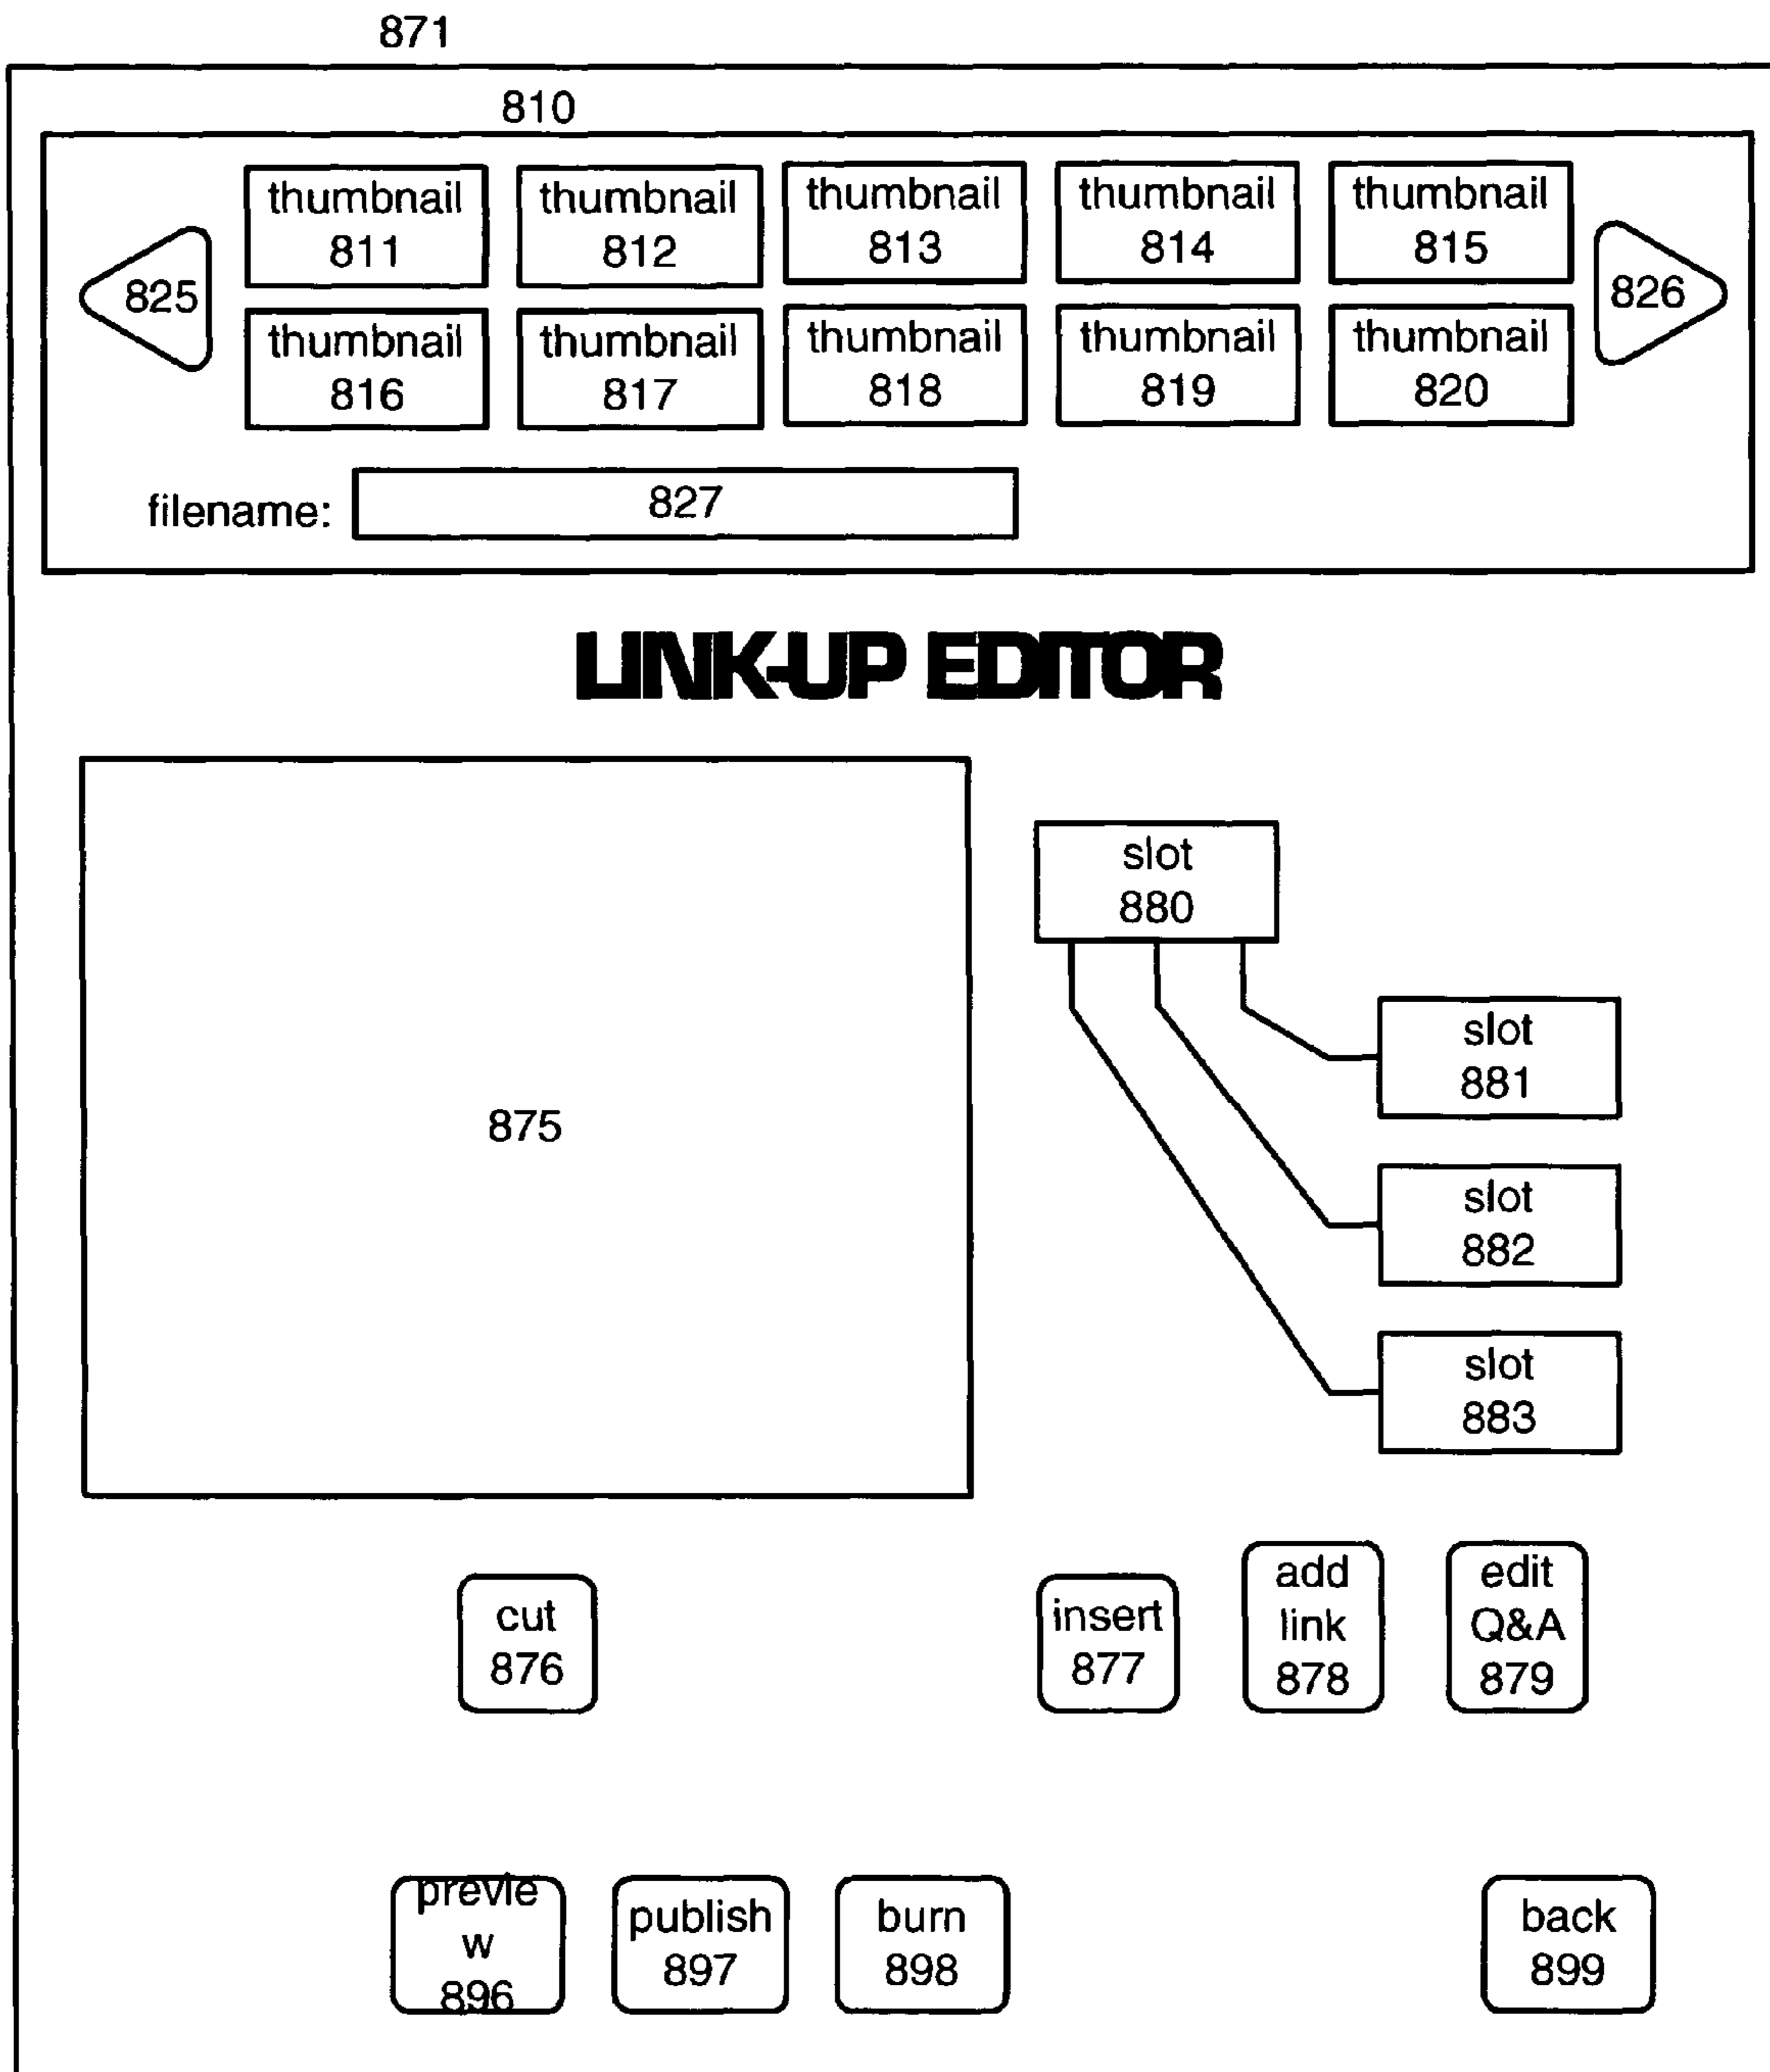 871
810
thumbnail thumbnail thumbnail thumbnail thumbnail
811 812 813 814 815
825 826
thumbnail thumbnail thumbnail thumbnail thumbnail
816 817 818 819 820
filename: 827
LINK-UP EDITOR
slot
880
slot
881
875
slot
882
slot
883
cut
876
insert
877
add
link
878
edit
Q&A
879
previe
w
896
publish
897
burn
898
back
899